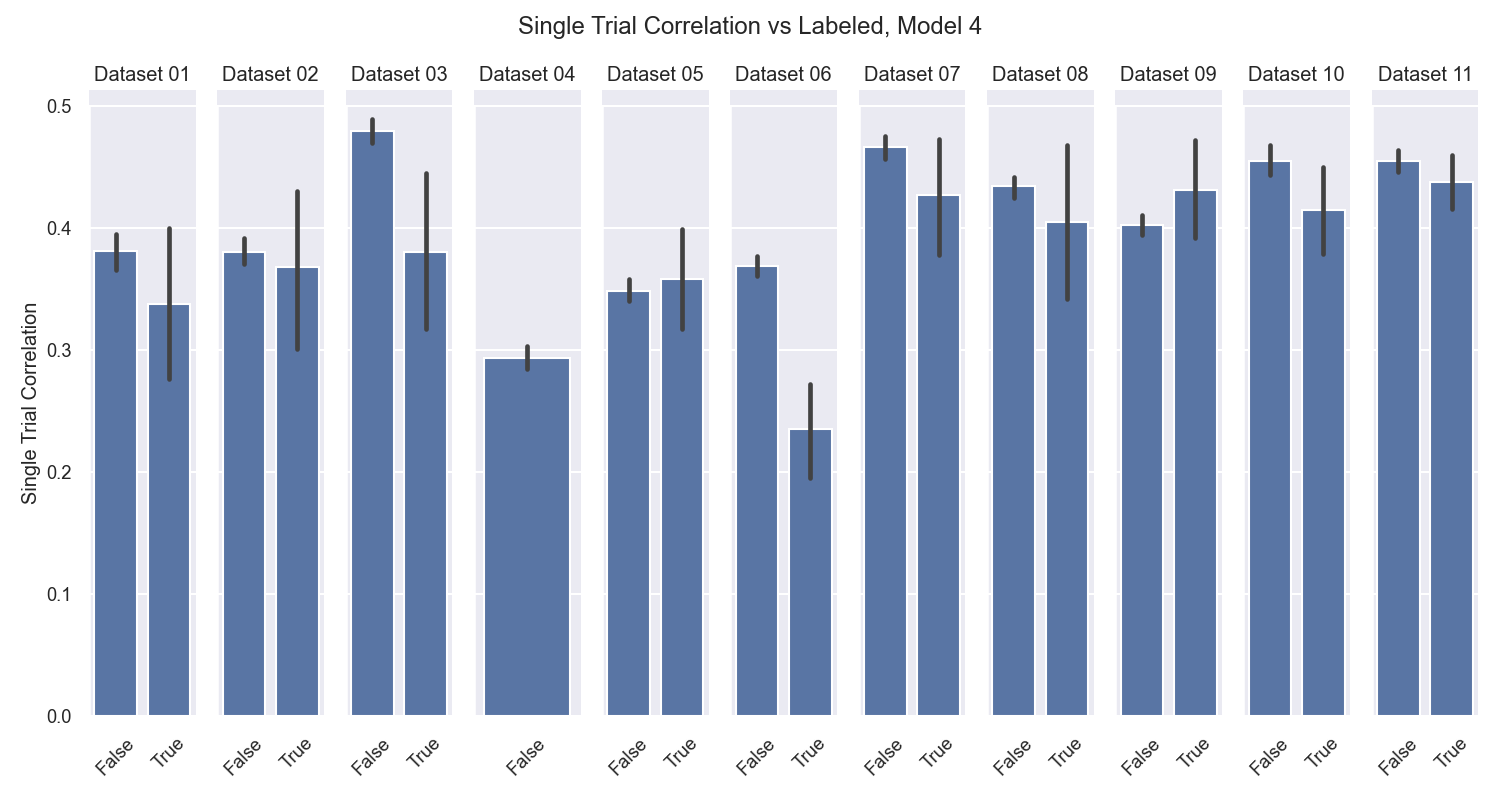 Single Trial Correlation vs Labeled, Model 4
Dataset 01 Dataset 02 Dataset 03 Dataset 04 Dataset 05 Dataset 06 Dataset 07 Dataset 08 Dataset 09 Dataset 10 Dataset 11
0.5
0.4
0.3
0.2
0.1
0.0
Single Trial Correlation
False True False True False True False False True False True False True False True False True False True False True